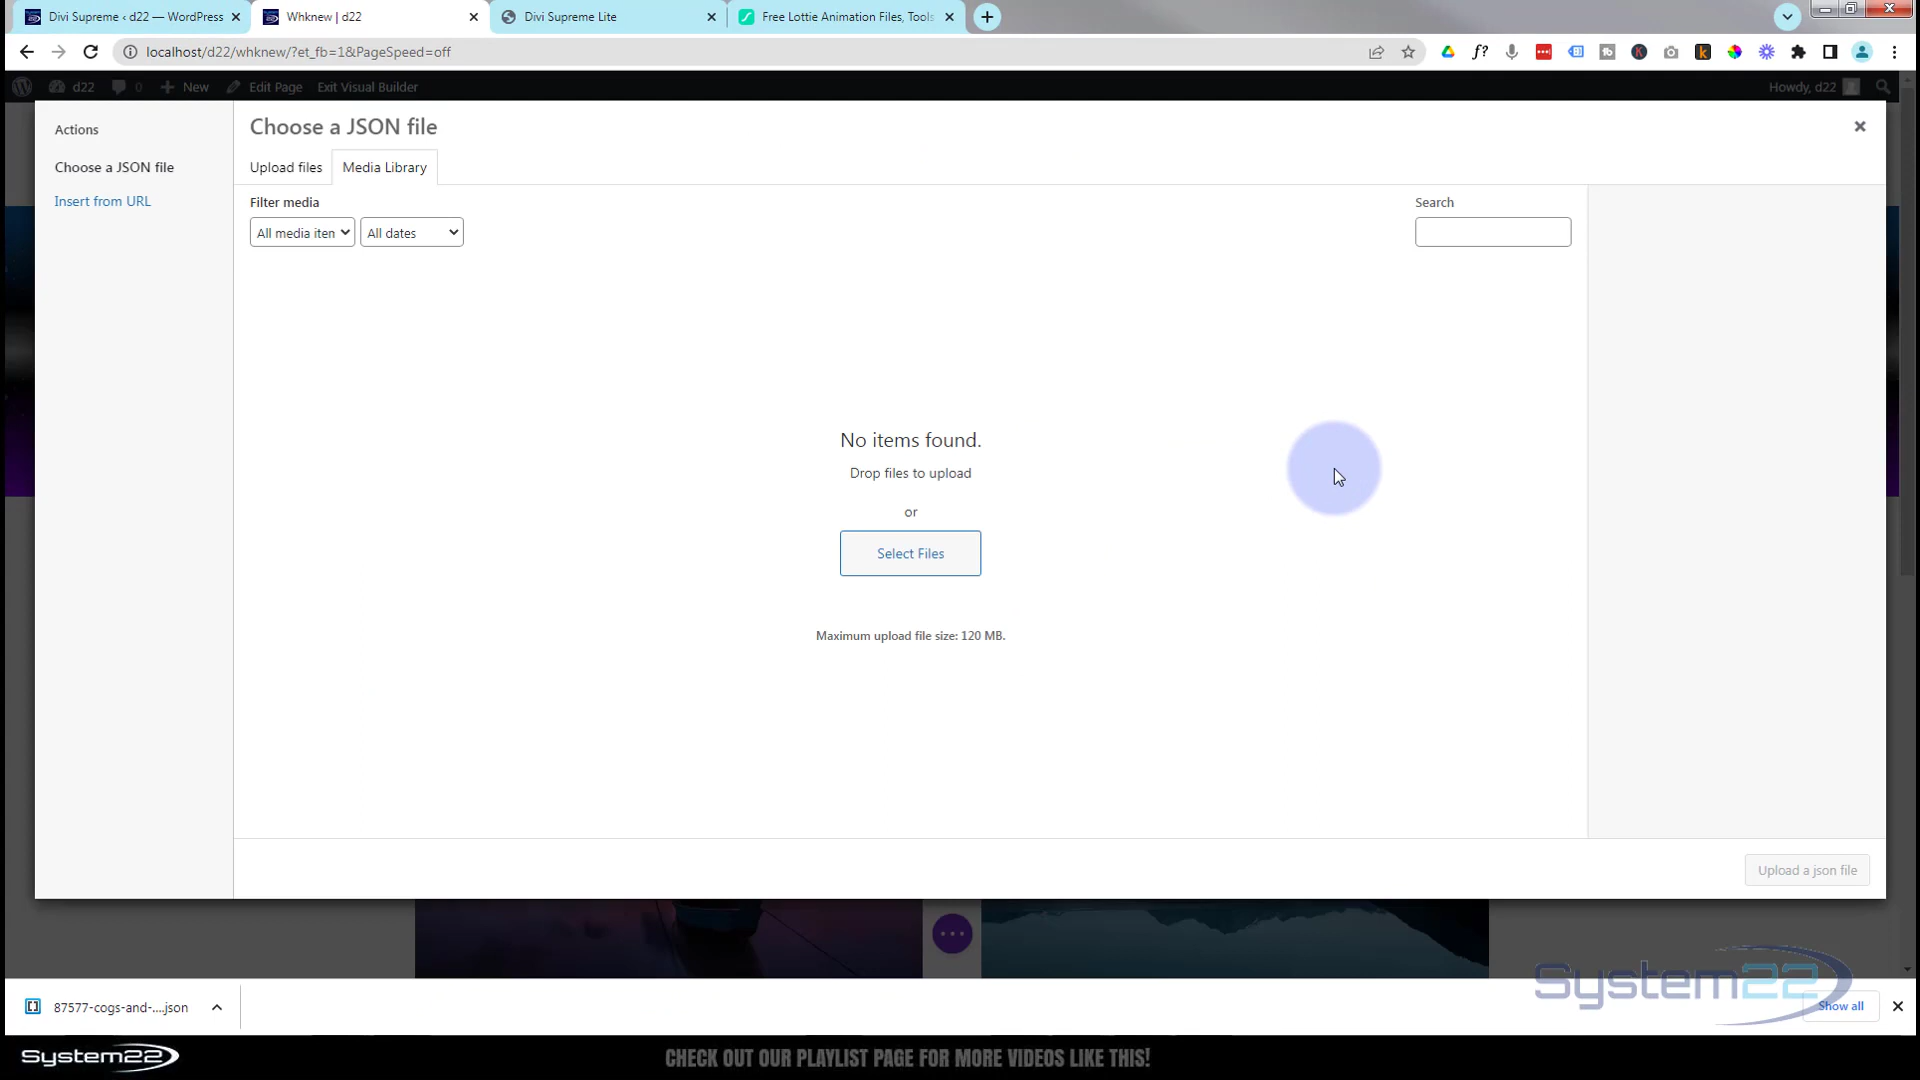 Divi Supreme ‹ d22 — WordPress
Whknew | d22
Divi Supreme Lite
Free Lottie Animation Files, Tools
localhost/d22/whknew/?et_fb=1&PageSpeed=off
d22
0
New
Edit Page
Exit Visual Builder
Howdy, d22
Actions
Choose a JSON file
Insert from URL
Choose a JSON file
Upload files
Media Library
Filter media
All media iten
All dates
Search
No items found.
Drop files to upload
or
Select Files
Maximum upload file size: 120 MB.
Upload a json file
87577-cogs-and-....json
System22
Show all
System22
CHECK OUT OUR PLAYLIST PAGE FOR MORE VIDEOS LIKE THIS!